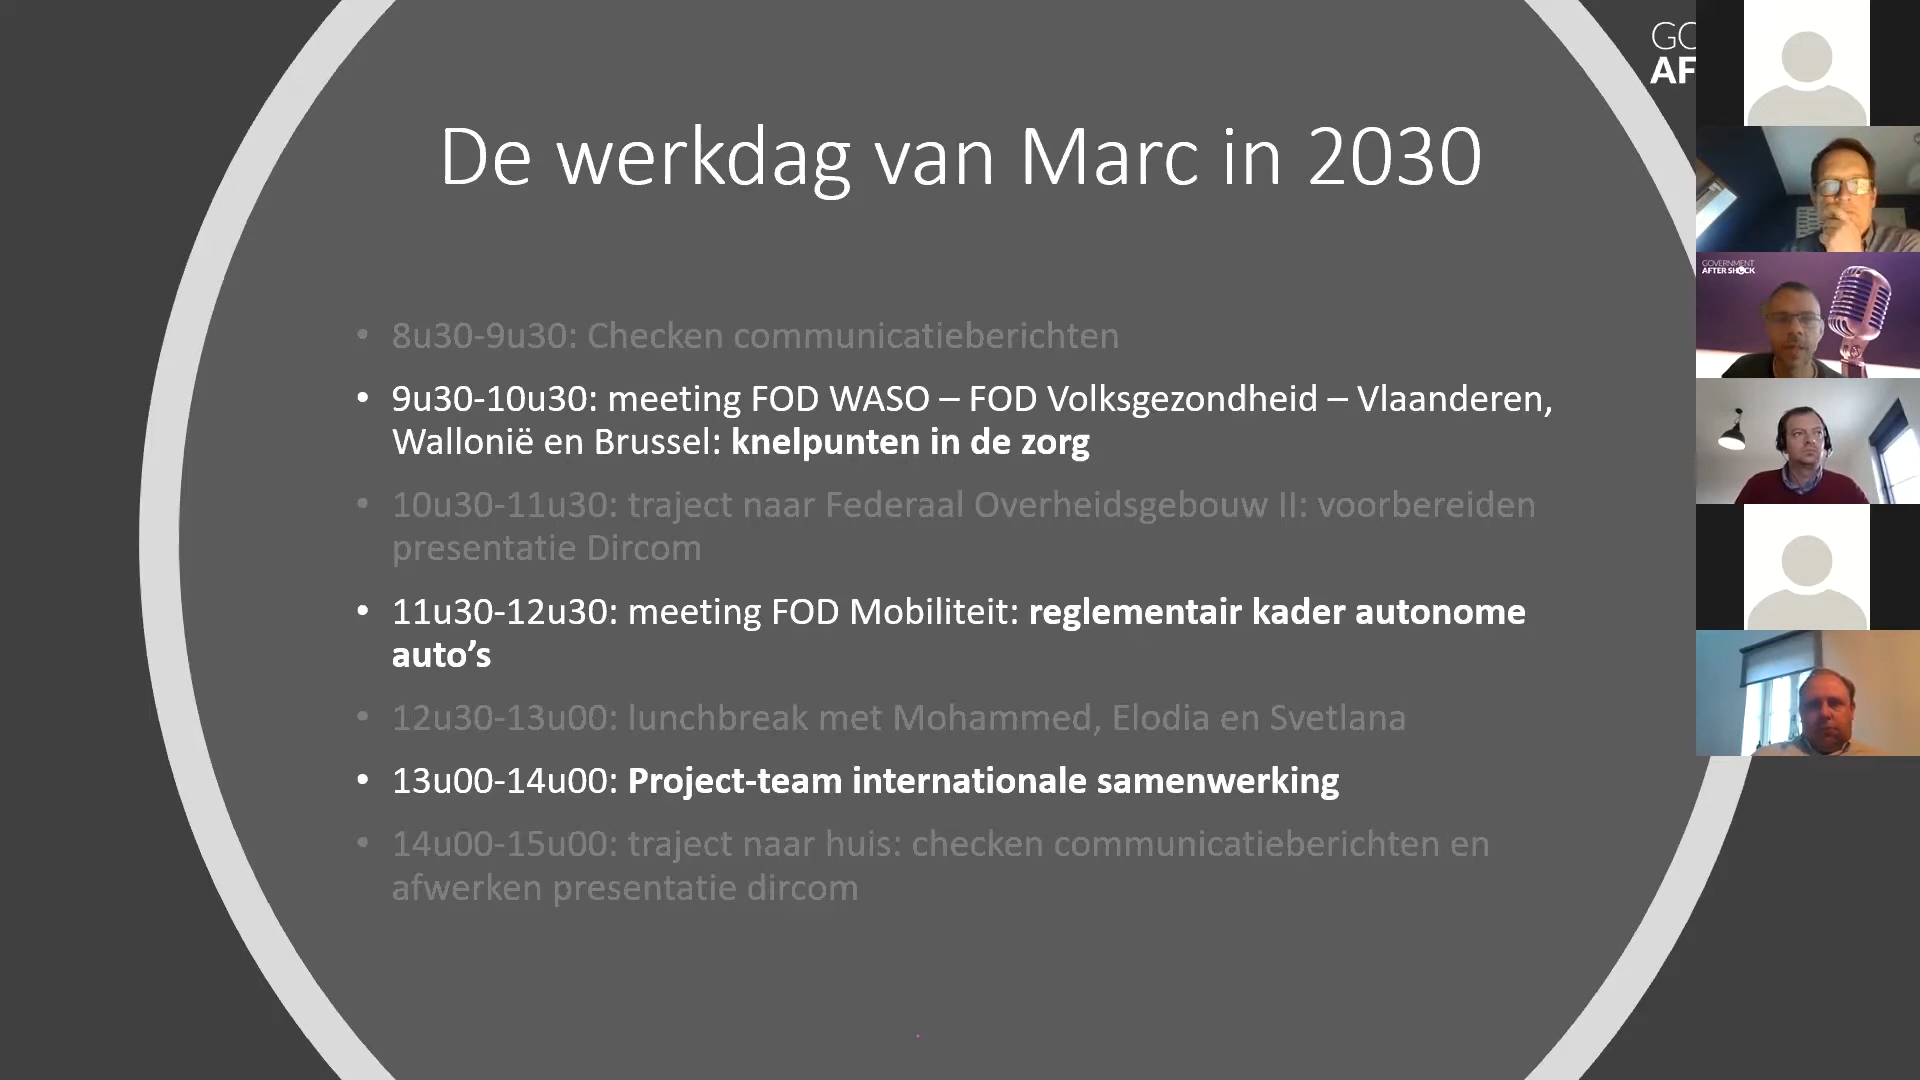 De werkdag van Marc in 2030
• 8u30-9u30: Checken communicatieberichten
• 9u30-10u30: meeting FOD WASO – FOD Volksgezondheid – Vlaanderen,
Wallonië en Brussel: knelpunten in de zorg
• 10u30-11u30: traject naar Federaal Overheidsgebouw II: voorbereiden
presentatie Dircom
• 11u30-12u30: meeting FOD Mobiliteit: reglementair kader autonome
auto’s
• 12u30-13u00: lunchbreak met Mohammed, Elodia en Svetlana
• 13u00-14u00: Project-team internationale samenwerking
• 14u00-15u00: traject naar huis: checken communicatieberichten en
afwerken presentatie dircom
GO
AF
GOVERNMENT
AFTER SHOCK